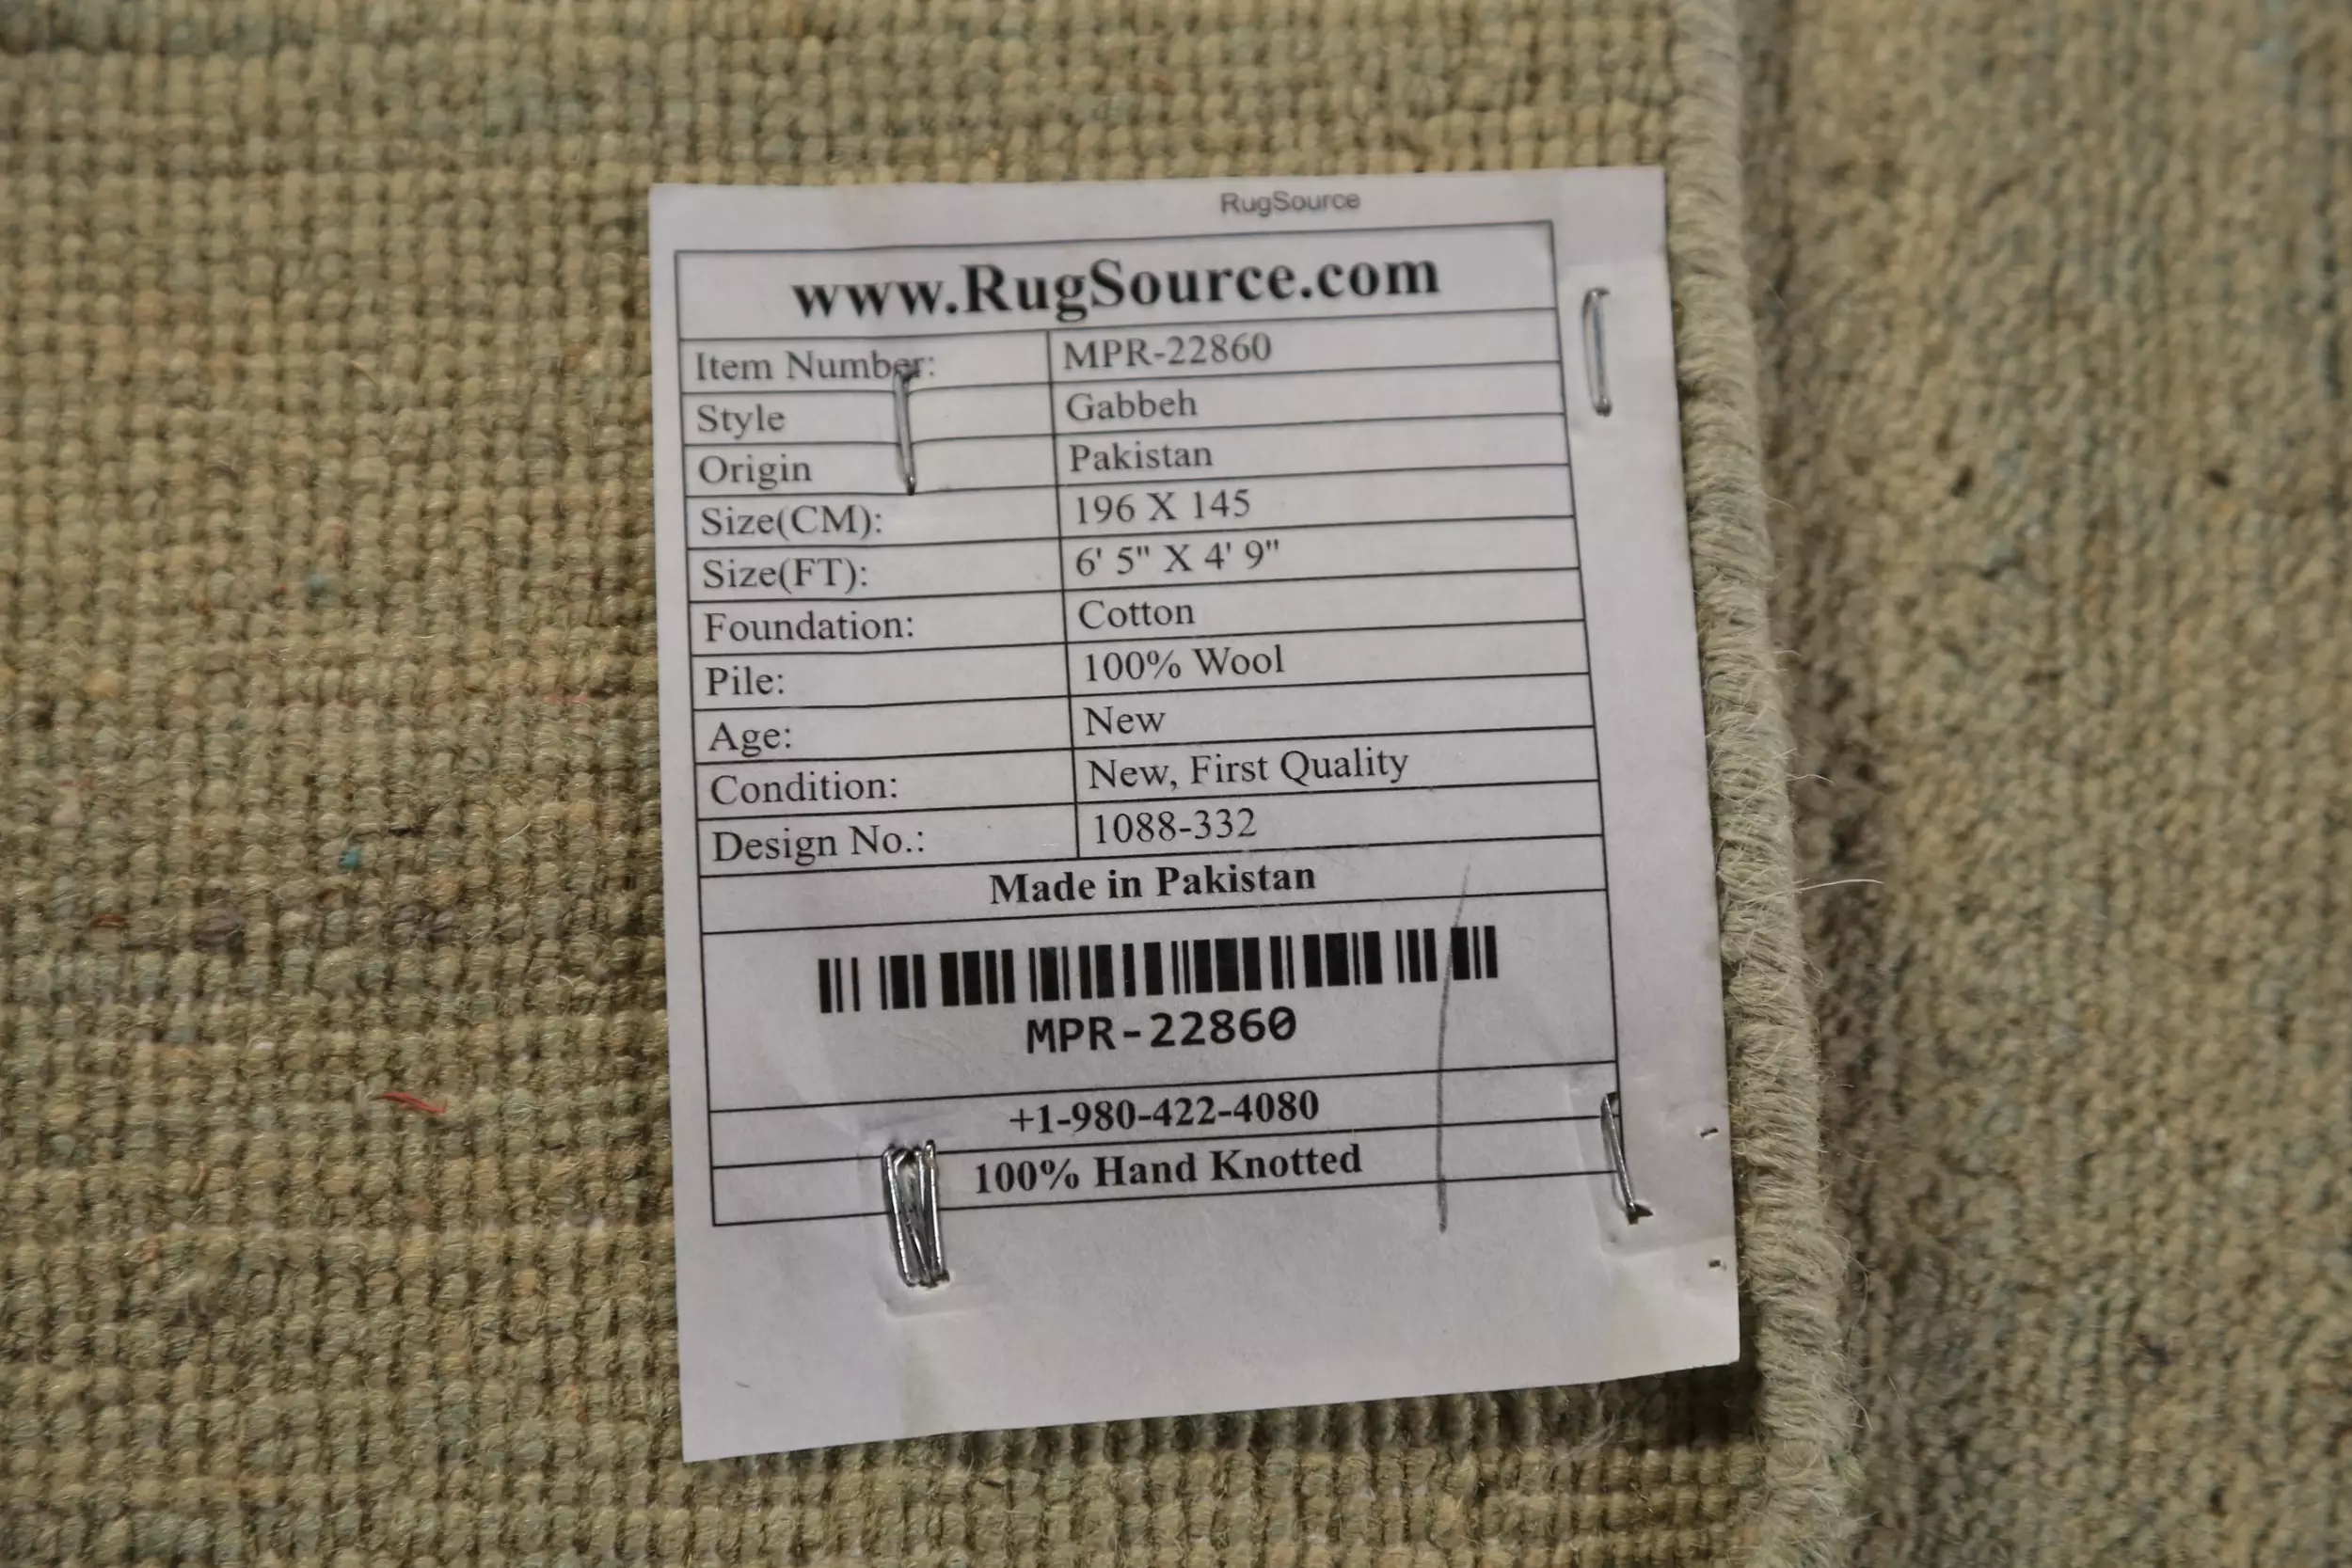 RugSource
www.RugSource.com
Item Number: MPR-22860
Style Gabbeh
Origin Pakistan
Size(CM): 196 X 145
Size(FT): 6' 5" X 4' 9"
Foundation: Cotton
Pile: 100% Wool
Age: New
Condition: New, First Quality
Design No.: 1088-332
Made in Pakistan
MPR-22860
+1-980-422-4080
100% Hand Knotted